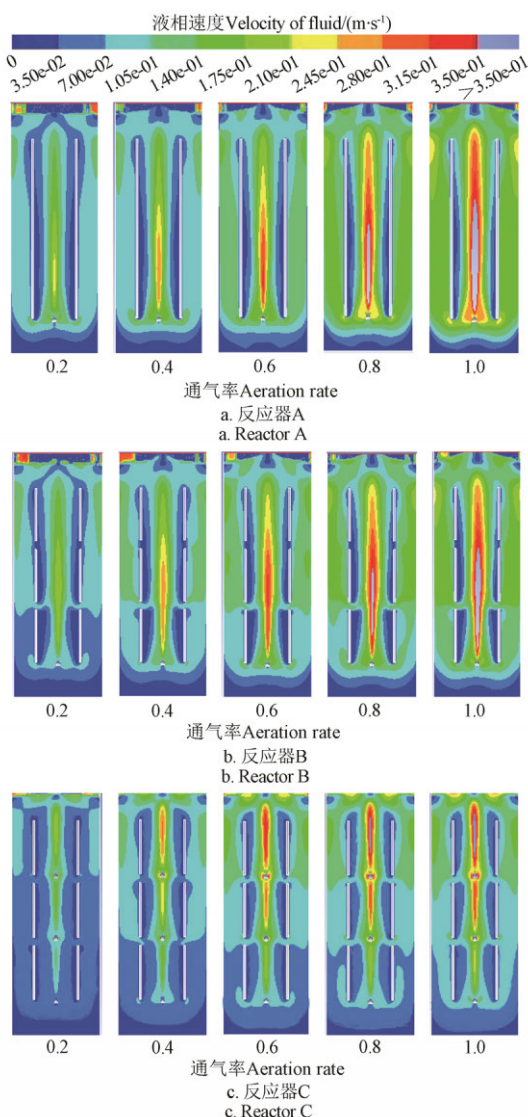 液相速度Velocity of fluid/(m·s⁻¹)
0 3.50e-02 7.00e-02 1.05e-01 1.40e-01 1.75e-01 2.10e-01 2.45e-01 2.80e-01 3.15e-01 3.50e-01 >3.50e-01
0.2 0.4 0.6 0.8 1.0
通气率Aeration rate
a. 反应器A
a. Reactor A
0.2 0.4 0.6 0.8 1.0
通气率Aeration rate
b. 反应器B
b. Reactor B
0.2 0.4 0.6 0.8 1.0
通气率Aeration rate
c. 反应器C
c. Reactor C